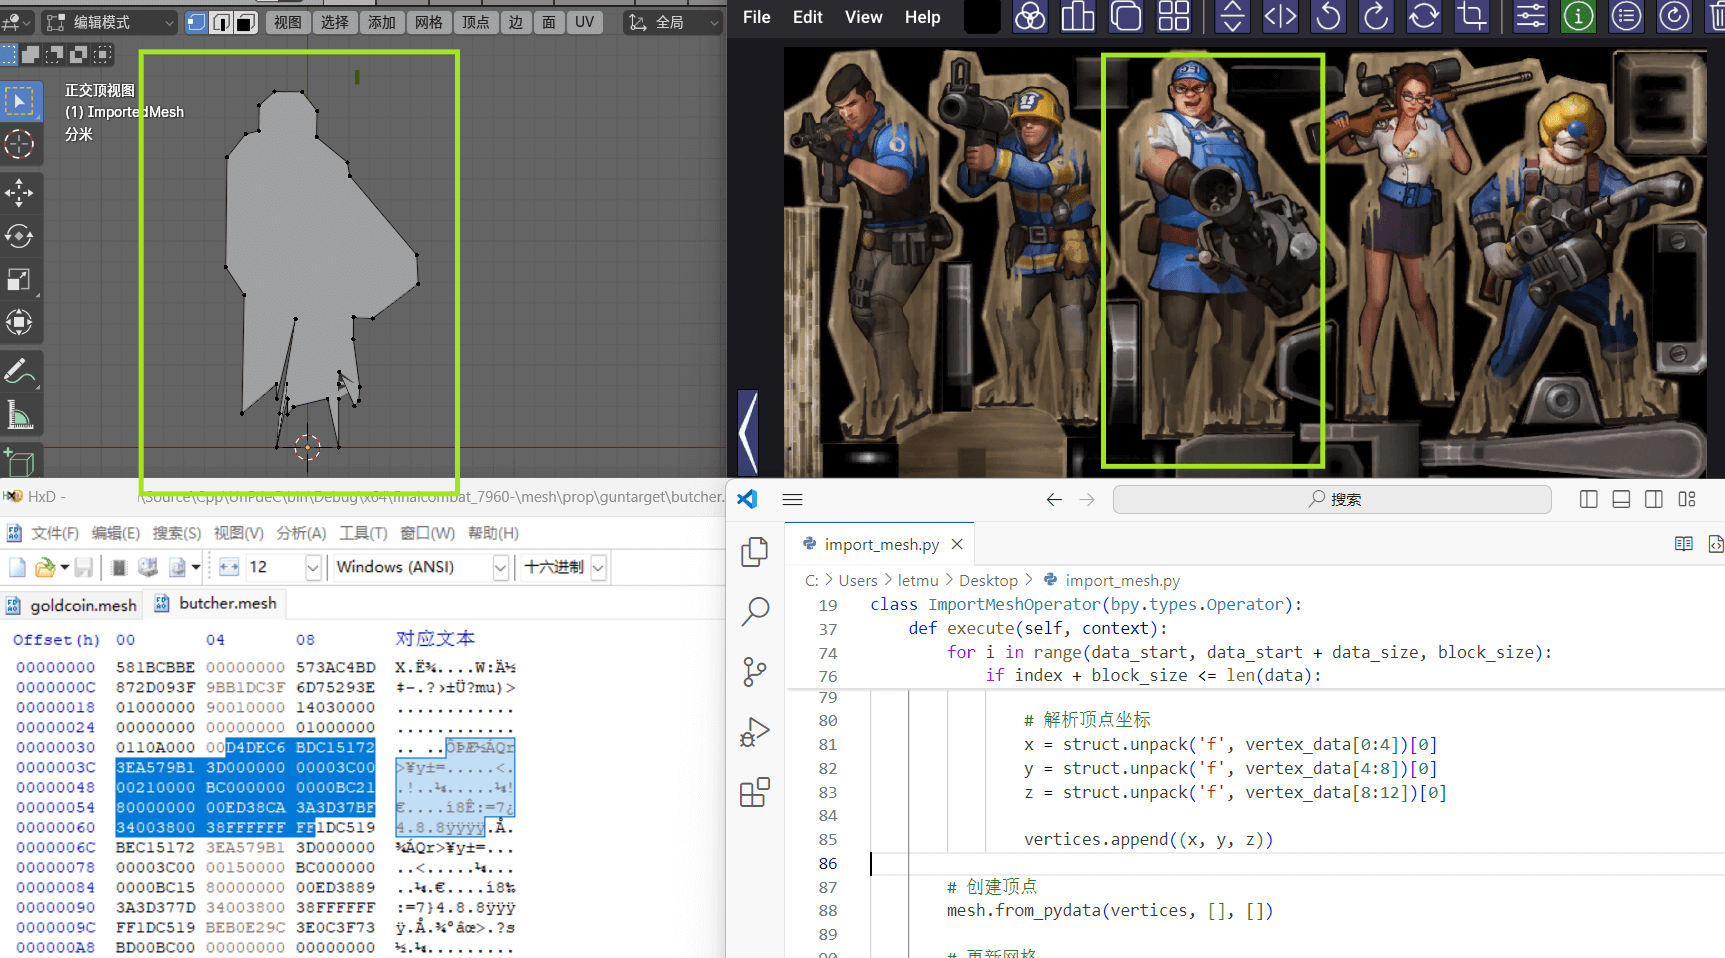 编辑模式
视图 选择 添加 网格 顶点 边 面 UV
全局
正交顶视图
(1) ImportedMesh
分米
File Edit View Help
HxD -
\Source\Cpp\UnPdeC\bin\Debug\x64\finalcombat_7960-\mesh\prop\guntarget\butcher.
文件(F) 编辑(E) 搜索(S) 视图(V) 分析(A) 工具(T) 窗口(W) 帮助(H)
12 Windows (ANSI) 十六进制
goldcoin.mesh butcher.mesh
Offset(h) 00 04 08 对应文本
00000000 581BCBBE 00000000 573AC4BD X.Ë¾....W:Ä½
0000000C 872D093F 9BB1DC3F 6D75293E ‡-.?›±Ü?mu)>
00000018 01000000 90010000 14030000 ............
00000024 00000000 00000000 01000000 ............
00000030 0110A000 00D4DEC6 BDC15172 .. ..ÔÞÆ½ÁQr
0000003C 3EA579B1 3D000000 00003C00 >¥y±=.....<.
00000048 00210000 BC000000 0000BC21 .!..¼.....¼!
00000054 80000000 00ED38CA 3A3D37BF €....í8Ê:=7¿
00000060 34003800 38FFFFFF FF1DC519 4.8.8ÿÿÿÿ.Å.
0000006C BEC15172 3EA579B1 3D000000 ¾ÁQr>¥y±=...
00000078 00003C00 00150000 BC000000 ..<.....¼...
00000084 0000BC15 80000000 00ED3889 ..¼.€....í8‰
00000090 3A3D377D 34003800 38FFFFFF :=7}4.8.8ÿÿÿ
0000009C FF1DC519 BEB0E29C 3E0C3F73 ÿ.Å.¾°âœ>.?s
000000A8 BD00BC00 00000000 00000000 ½.¼.........
搜索
import_mesh.py
C: > Users > letmu > Desktop > import_mesh.py
19 class ImportMeshOperator(bpy.types.Operator):
37 def execute(self, context):
74 for i in range(data_start, data_start + data_size, block_size):
76 if index + block_size <= len(data):
79
80 # 解析顶点坐标
81 x = struct.unpack('f', vertex_data[0:4])[0]
82 y = struct.unpack('f', vertex_data[4:8])[0]
83 z = struct.unpack('f', vertex_data[8:12])[0]
84
85 vertices.append((x, y, z))
86
87 # 创建顶点
88 mesh.from_pydata(vertices, [], [])
89
90 # 更新网格